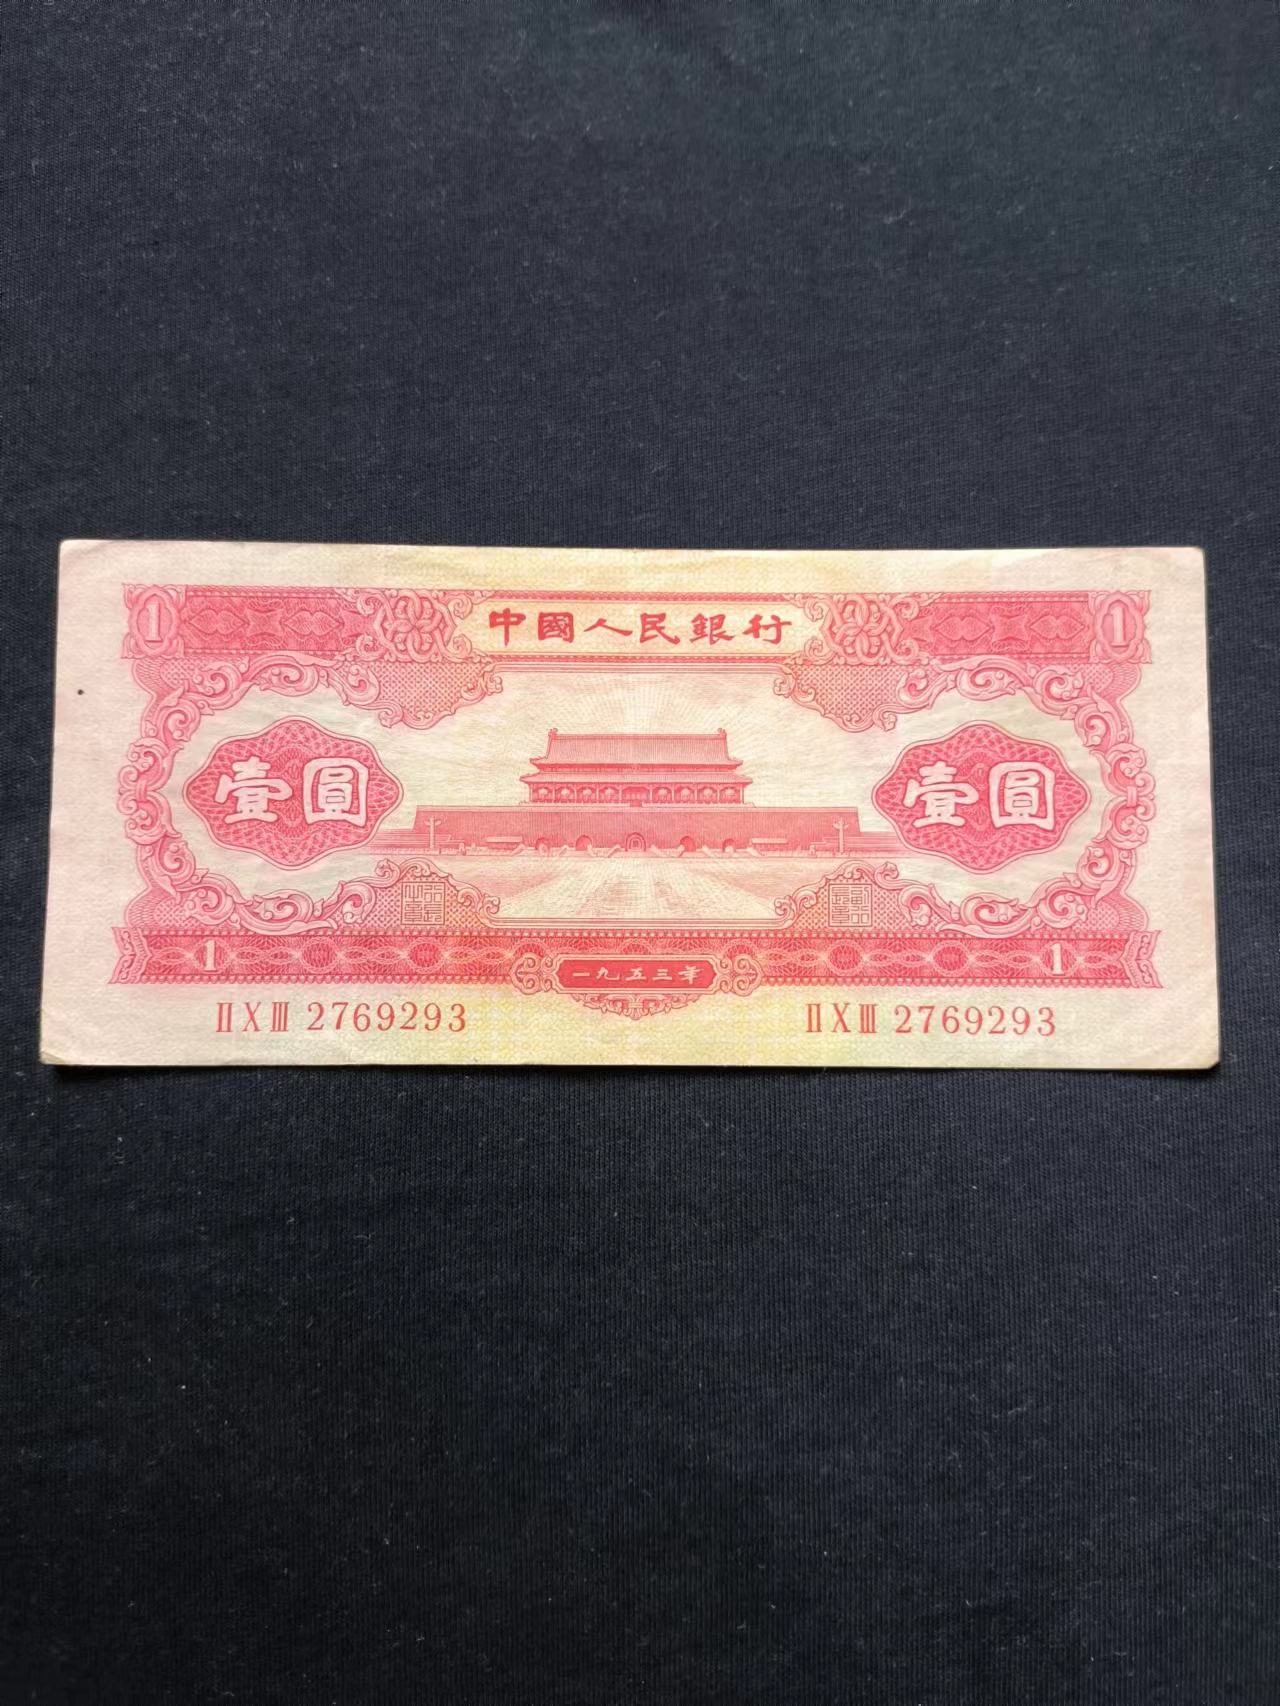 1 中國人民銀行 1
壹圓 壹圓
1 一九五三年 1
ⅡⅩⅢ 2769293 ⅡⅩⅢ 2769293